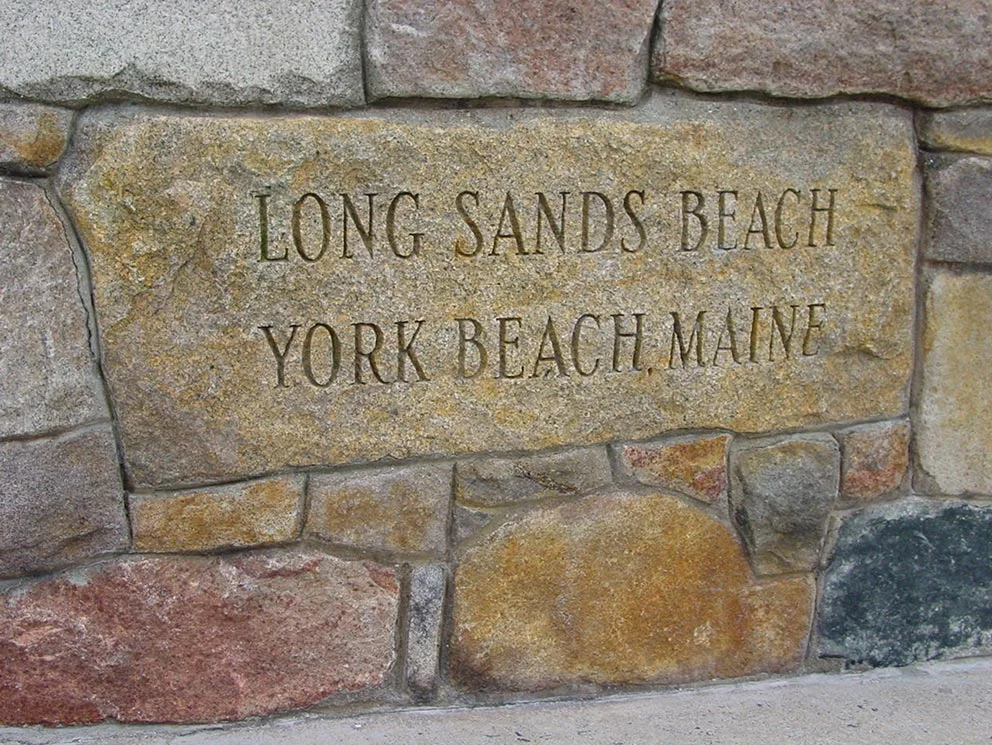 LONG SANDS BEACH
YORK BEACH, MAINE